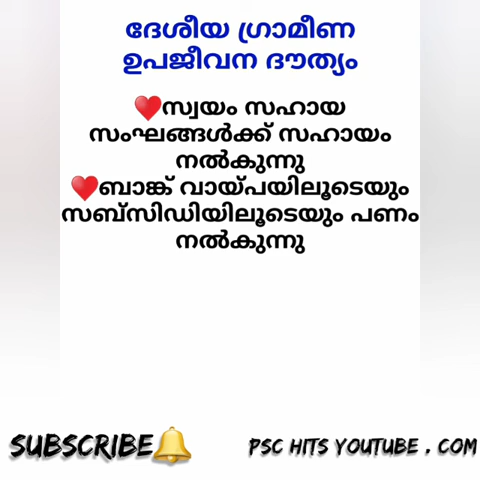 ദേശീയ ഗ്രാമീണ
ഉപജീവന ദൗത്യം
❤️സ്വയം സഹായ
സംഘങ്ങൾക്ക് സഹായം
നൽകുന്നു
❤️ബാങ്ക് വായ്പയിലൂടെയും
സബ്സിഡിയിലൂടെയും പണം
നൽകുന്നു
SUBSCRIBE🔔 PSC HITS YOUTUBE . COM